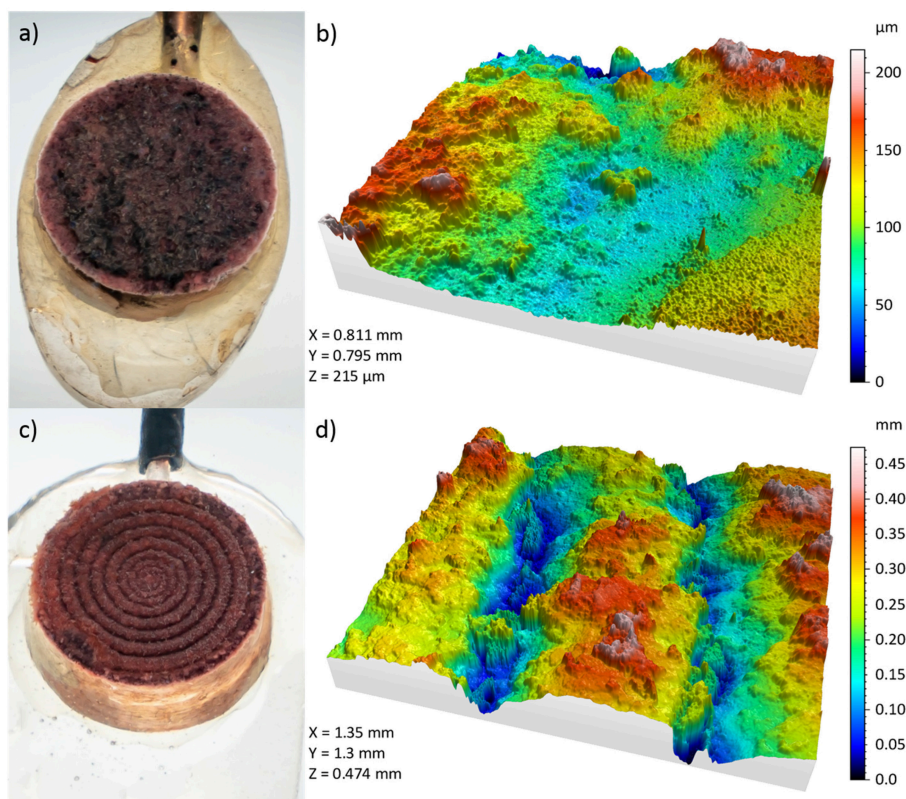 a)
b)
µm
200
150
100
50
0
X = 0.811 mm
Y = 0.795 mm
Z = 215 µm
c)
d)
mm
0.45
0.40
0.35
0.30
0.25
0.20
0.15
0.10
0.05
0.0
X = 1.35 mm
Y = 1.3 mm
Z = 0.474 mm